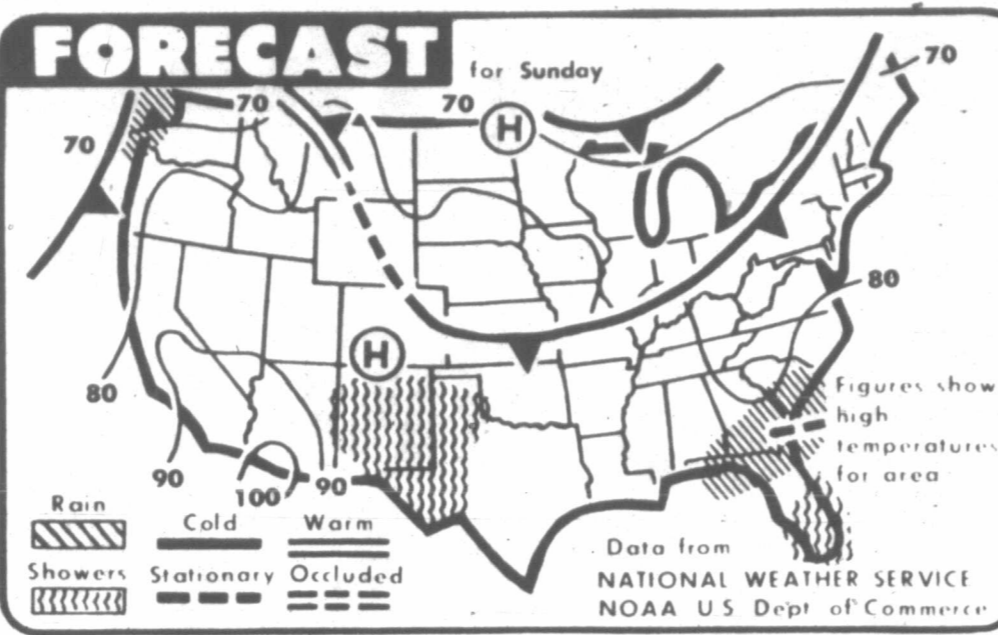 FORECAST
for Sunday
70
70
70
70
H
H
80
80
90
100
90
Figures show
high
temperatures
for area
Rain
Showers
Cold
Warm
Stationary
Occluded
Data from
NATIONAL WEATHER SERVICE
NOAA U S Dept of Commerce